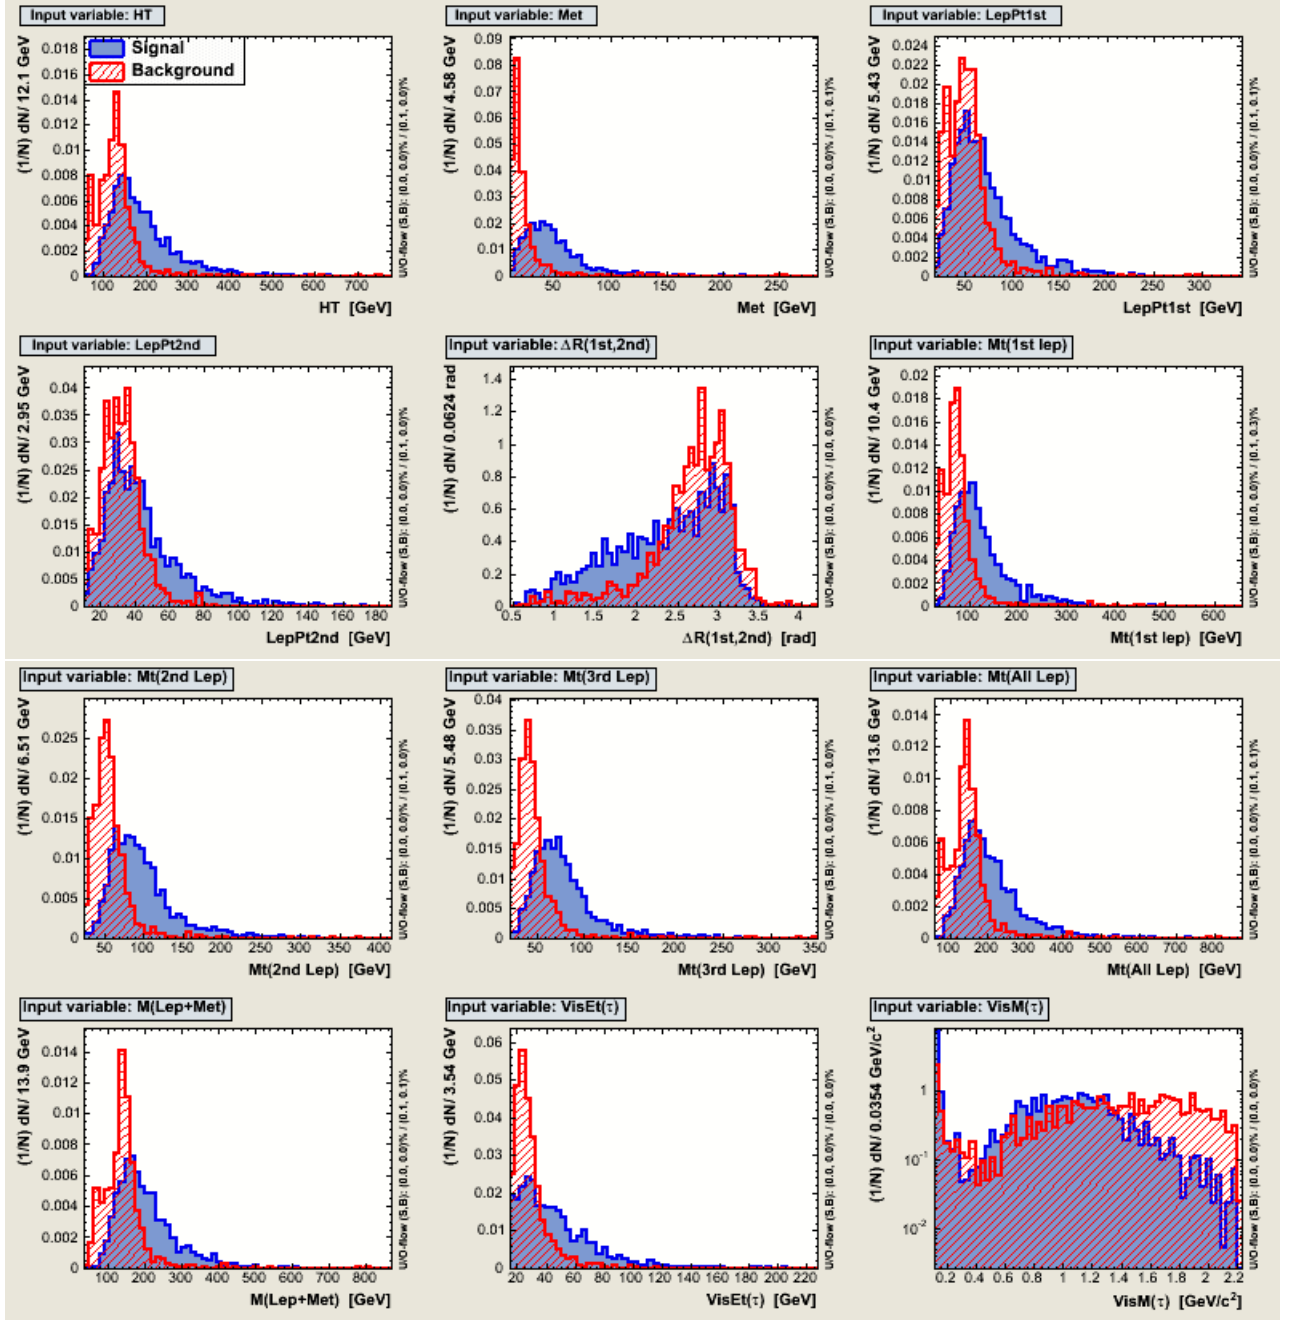 Input variable: HT
(1/N) dN/ 12.1 GeV
0.018
0.016
0.014
0.012
0.01
0.008
0.006
0.004
0.002
0
Signal
Background
100 200 300 400 500 600 700
HT [GeV]
U/O-flow (S,B): (0.0, 0.0)% / (0.1, 0.0)%
Input variable: Met
(1/N) dN/ 4.58 GeV
0.09
0.08
0.07
0.06
0.05
0.04
0.03
0.02
0.01
0
50 100 150 200 250
Met [GeV]
U/O-flow (S,B): (0.0, 0.0)% / (0.1, 0.1)%
Input variable: LepPt1st
(1/N) dN/ 5.43 GeV
0.024
0.022
0.02
0.018
0.016
0.014
0.012
0.01
0.008
0.006
0.004
0.002
0
50 100 150 200 250 300
LepPt1st [GeV]
U/O-flow (S,B): (0.0, 0.0)% / (0.1, 0.1)%
Input variable: LepPt2nd
(1/N) dN/ 2.95 GeV
0.04
0.035
0.03
0.025
0.02
0.015
0.01
0.005
0
20 40 60 80 100 120 140 160 180
LepPt2nd [GeV]
U/O-flow (S,B): (0.0, 0.0)% / (0.1, 0.0)%
Input variable: ΔR(1st,2nd)
(1/N) dN/ 0.0624 rad
1.4
1.2
1
0.8
0.6
0.4
0.2
0
0.5 1 1.5 2 2.5 3 3.5 4
ΔR(1st,2nd) [rad]
U/O-flow (S,B): (0.0, 0.0)% / (0.0, 0.0)%
Input variable: Mt(1st lep)
(1/N) dN/ 10.4 GeV
0.02
0.018
0.016
0.014
0.012
0.01
0.008
0.006
0.004
0.002
0
100 200 300 400 500 600
Mt(1st lep) [GeV]
U/O-flow (S,B): (0.0, 0.0)% / (0.1, 0.3)%
Input variable: Mt(2nd Lep)
(1/N) dN/ 6.51 GeV
0.025
0.02
0.015
0.01
0.005
0
50 100 150 200 250 300 350 400
Mt(2nd Lep) [GeV]
U/O-flow (S,B): (0.0, 0.0)% / (0.1, 0.0)%
Input variable: Mt(3rd Lep)
(1/N) dN/ 5.48 GeV
0.04
0.035
0.03
0.025
0.02
0.015
0.01
0.005
0
50 100 150 200 250 300 350
Mt(3rd Lep) [GeV]
U/O-flow (S,B): (0.0, 0.0)% / (0.1, 0.0)%
Input variable: Mt(All Lep)
(1/N) dN/ 13.6 GeV
0.014
0.012
0.01
0.008
0.006
0.004
0.002
0
100 200 300 400 500 600 700 800
Mt(All Lep) [GeV]
U/O-flow (S,B): (0.0, 0.0)% / (0.1, 0.1)%
Input variable: M(Lep+Met)
(1/N) dN/ 13.9 GeV
0.014
0.012
0.01
0.008
0.006
0.004
0.002
0
100 200 300 400 500 600 700 800
M(Lep+Met) [GeV]
U/O-flow (S,B): (0.0, 0.0)% / (0.1, 0.1)%
Input variable: VisEt(τ)
(1/N) dN/ 3.54 GeV
0.06
0.05
0.04
0.03
0.02
0.01
0
20 40 60 80 100 120 140 160 180 200 220
VisEt(τ) [GeV]
U/O-flow (S,B): (0.0, 0.0)% / (0.0, 0.0)%
Input variable: VisM(τ)
(1/N) dN/ 0.0354 GeV/c²
1
10⁻¹
10⁻²
0.2 0.4 0.6 0.8 1 1.2 1.4 1.6 1.8 2 2.2
VisM(τ) [GeV/c²]
U/O-flow (S,B): (0.0, 0.0)% / (0.0, 0.0)%